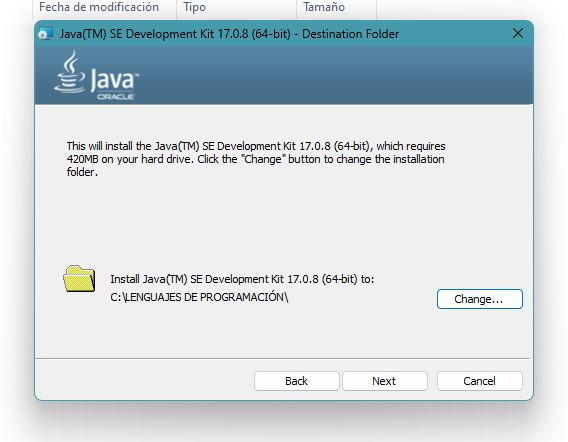 Fecha de modificación Tipo Tamaño
Java(TM) SE Development Kit 17.0.8 (64-bit) - Destination Folder
Java™
ORACLE
This will install the Java(TM) SE Development Kit 17.0.8 (64-bit), which requires
420MB on your hard drive. Click the "Change" button to change the installation
folder.
Install Java(TM) SE Development Kit 17.0.8 (64-bit) to:
C:\LENGUAJES DE PROGRAMACIÓN\
Change...
Back Next Cancel